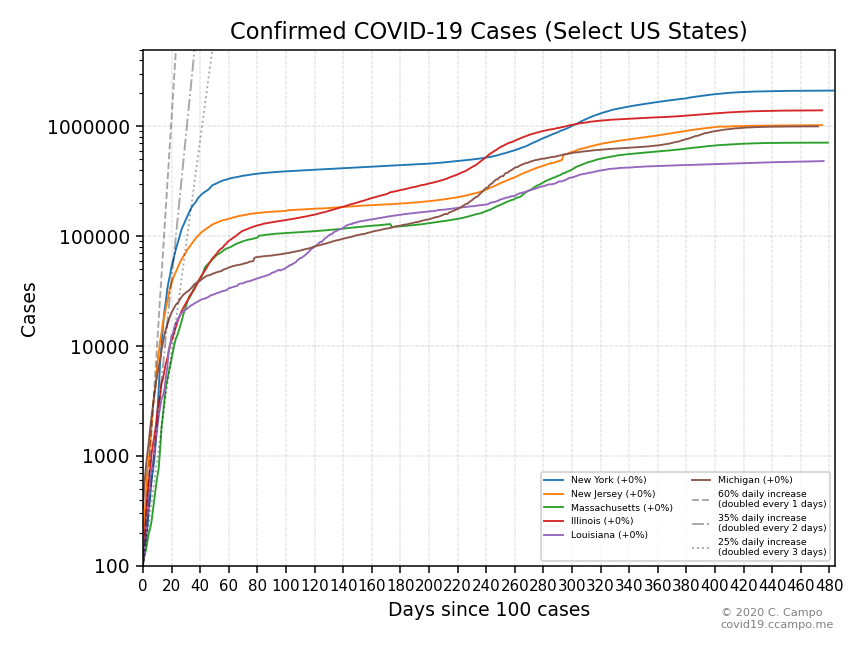 Confirmed COVID-19 Cases (Select US States)
Cases
1000000
100000
10000
1000
100
0 20 40 60 80 100 120 140 160 180 200 220 240 260 280 300 320 340 360 380 400 420 440 460 480
Days since 100 cases
New York (+0%)
New Jersey (+0%)
Massachusetts (+0%)
Illinois (+0%)
Louisiana (+0%)
Michigan (+0%)
60% daily increase
(doubled every 1 days)
35% daily increase
(doubled every 2 days)
25% daily increase
(doubled every 3 days)
© 2020 C. Campo
covid19.ccampo.me